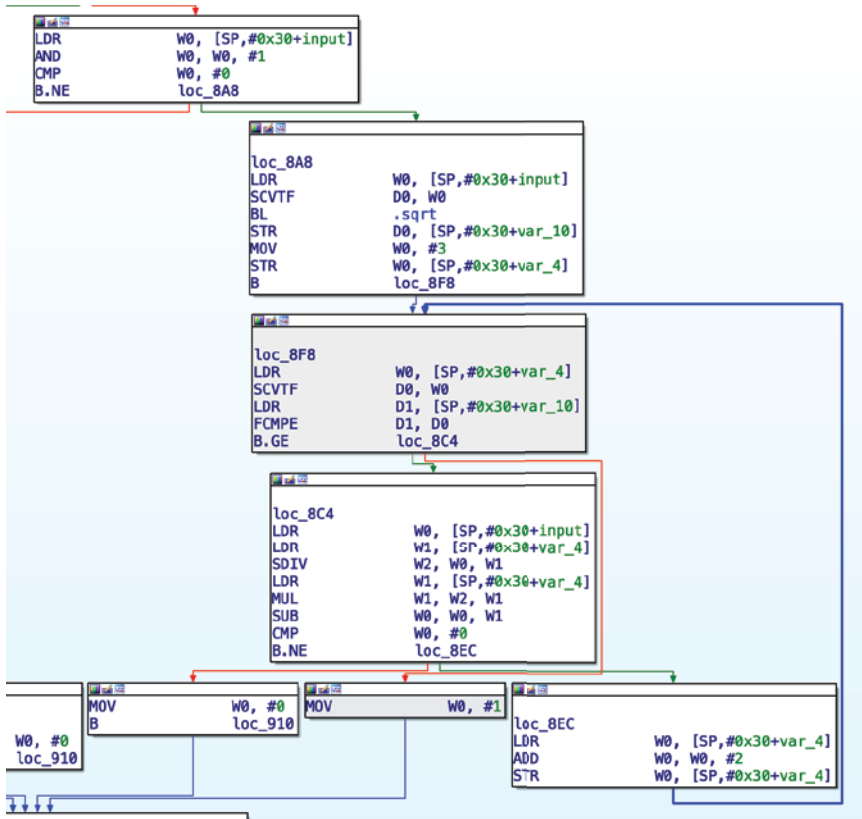 LDR W0, [SP,#0x30+input]
AND W0, W0, #1
CMP W0, #0
B.NE loc_8A8
loc_8A8
LDR W0, [SP,#0x30+input]
SCVTF D0, W0
BL .sqrt
STR D0, [SP,#0x30+var_10]
MOV W0, #3
STR W0, [SP,#0x30+var_4]
B loc_8F8
loc_8F8
LDR W0, [SP,#0x30+var_4]
SCVTF D0, W0
LDR D1, [SP,#0x30+var_10]
FCMPE D1, D0
B.GE loc_8C4
loc_8C4
LDR W0, [SP,#0x30+input]
LDR W1, [SP,#0x30+var_4]
SDIV W2, W0, W1
LDR W1, [SP,#0x30+var_4]
MUL W1, W2, W1
SUB W0, W0, W1
CMP W0, #0
B.NE loc_8EC
W0, #0
loc_910
MOV W0, #0
B loc_910
MOV W0, #1
loc_8EC
LDR W0, [SP,#0x30+var_4]
ADD W0, W0, #2
STR W0, [SP,#0x30+var_4]